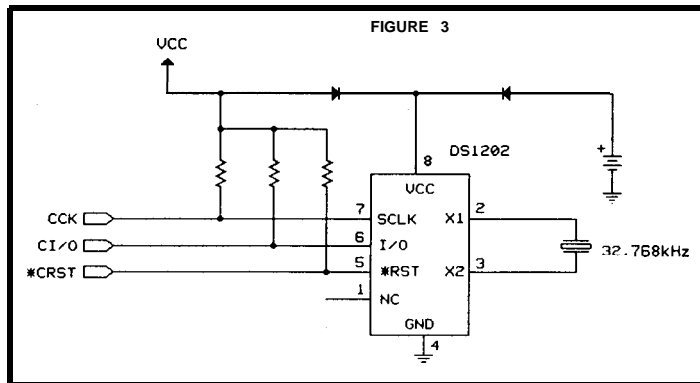 FIGURE 3
VCC
8
DS1202
VCC
CCK
7
SCLK
X1
2
CI/O
6
I/O
32.768kHz
*CRST
5
*RST
X2
3
1
NC
GND
4
+